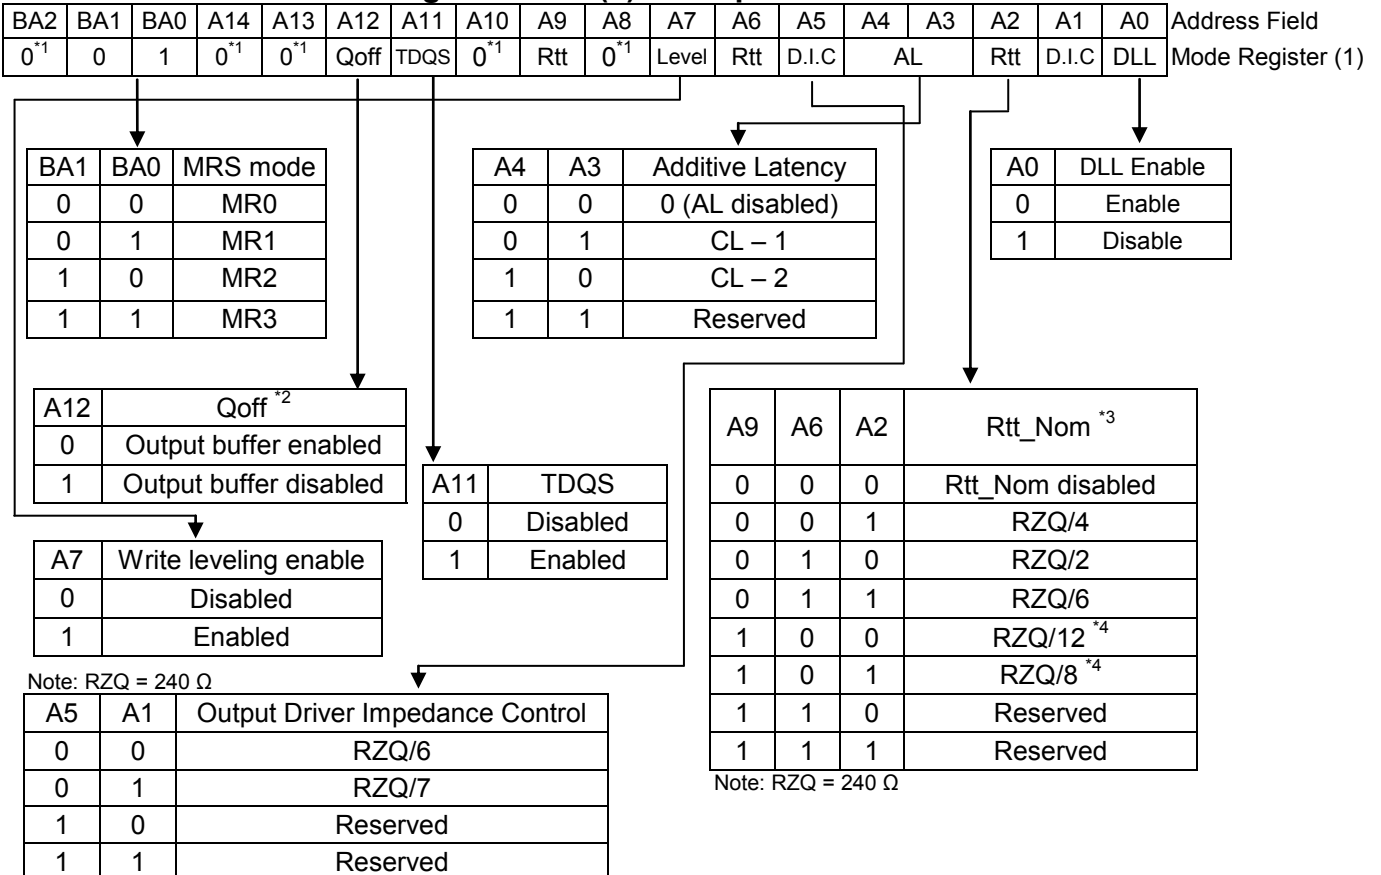 BA2 BA1 BA0 A14 A13 A12 A11 A10 A9 A8 A7 A6 A5 A4 A3 A2 A1 A0 Address Field
0*1 0 1 0*1 0*1 Qoff TDQS 0*1 Rtt 0*1 Level Rtt D.I.C AL Rtt D.I.C DLL Mode Register (1)
BA1 BA0 MRS mode
0 0 MR0
0 1 MR1
1 0 MR2
1 1 MR3
A4 A3 Additive Latency
0 0 0 (AL disabled)
0 1 CL – 1
1 0 CL – 2
1 1 Reserved
A0 DLL Enable
0 Enable
1 Disable
A12 Qoff *2
0 Output buffer enabled
1 Output buffer disabled
A11 TDQS
0 Disabled
1 Enabled
A9 A6 A2 Rtt_Nom *3
0 0 0 Rtt_Nom disabled
0 0 1 RZQ/4
0 1 0 RZQ/2
0 1 1 RZQ/6
1 0 0 RZQ/12 *4
1 0 1 RZQ/8 *4
1 1 0 Reserved
1 1 1 Reserved
Note: RZQ = 240 Ω
A7 Write leveling enable
0 Disabled
1 Enabled
Note: RZQ = 240 Ω
A5 A1 Output Driver Impedance Control
0 0 RZQ/6
0 1 RZQ/7
1 0 Reserved
1 1 Reserved